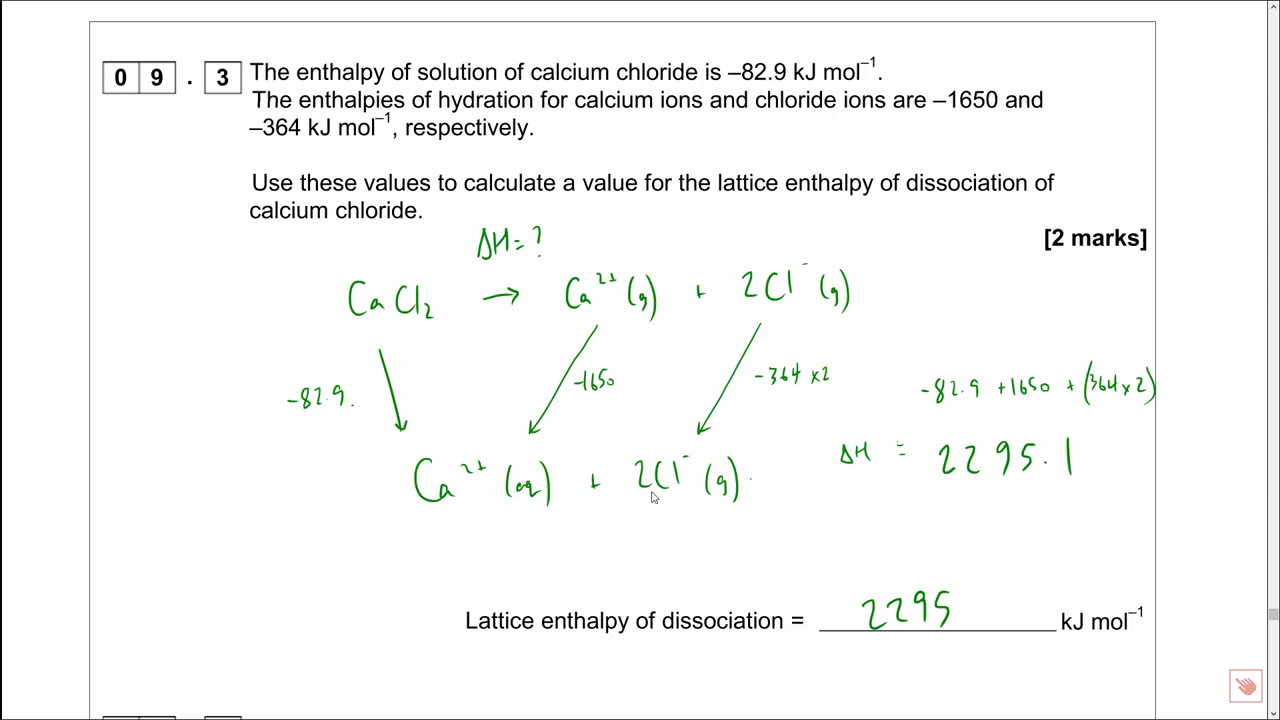 09.3 The enthalpy of solution of calcium chloride is –82.9 kJ mol⁻¹.
The enthalpies of hydration for calcium ions and chloride ions are –1650 and
–364 kJ mol⁻¹, respectively.
Use these values to calculate a value for the lattice enthalpy of dissociation of
calcium chloride.
[2 marks]
ΔH = ?
CaCl₂ → Ca²⁺(g) + 2Cl⁻(g)
-82.9. -1650 -364 ×2
-82.9 +1650 + (364×2)
Ca²⁺(aq) + 2Cl⁻(g).
ΔH = 2295.1
Lattice enthalpy of dissociation = 2295 kJ mol⁻¹